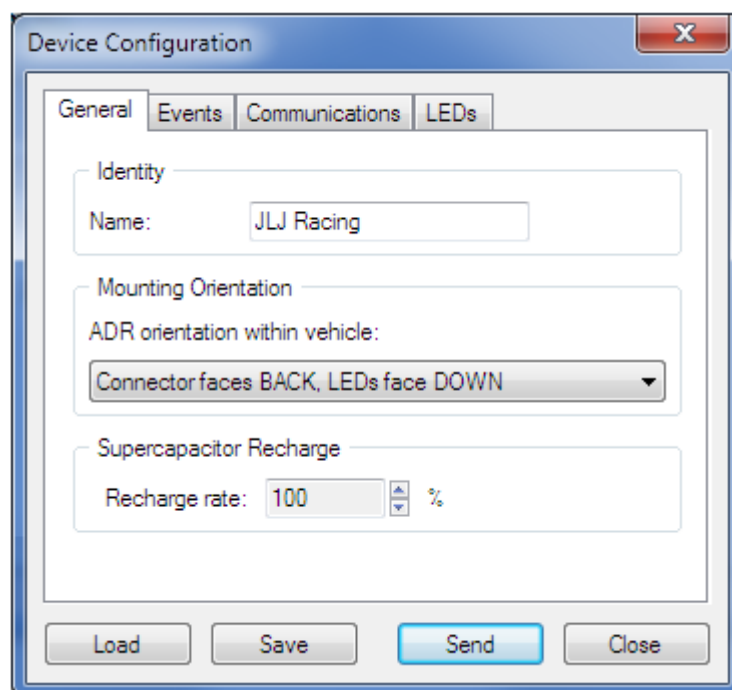 Device Configuration
General Events Communications LEDs
Identity
Name: JLJ Racing
Mounting Orientation
ADR orientation within vehicle:
Connector faces BACK, LEDs face DOWN
Supercapacitor Recharge
Recharge rate: 100 %
Load Save Send Close